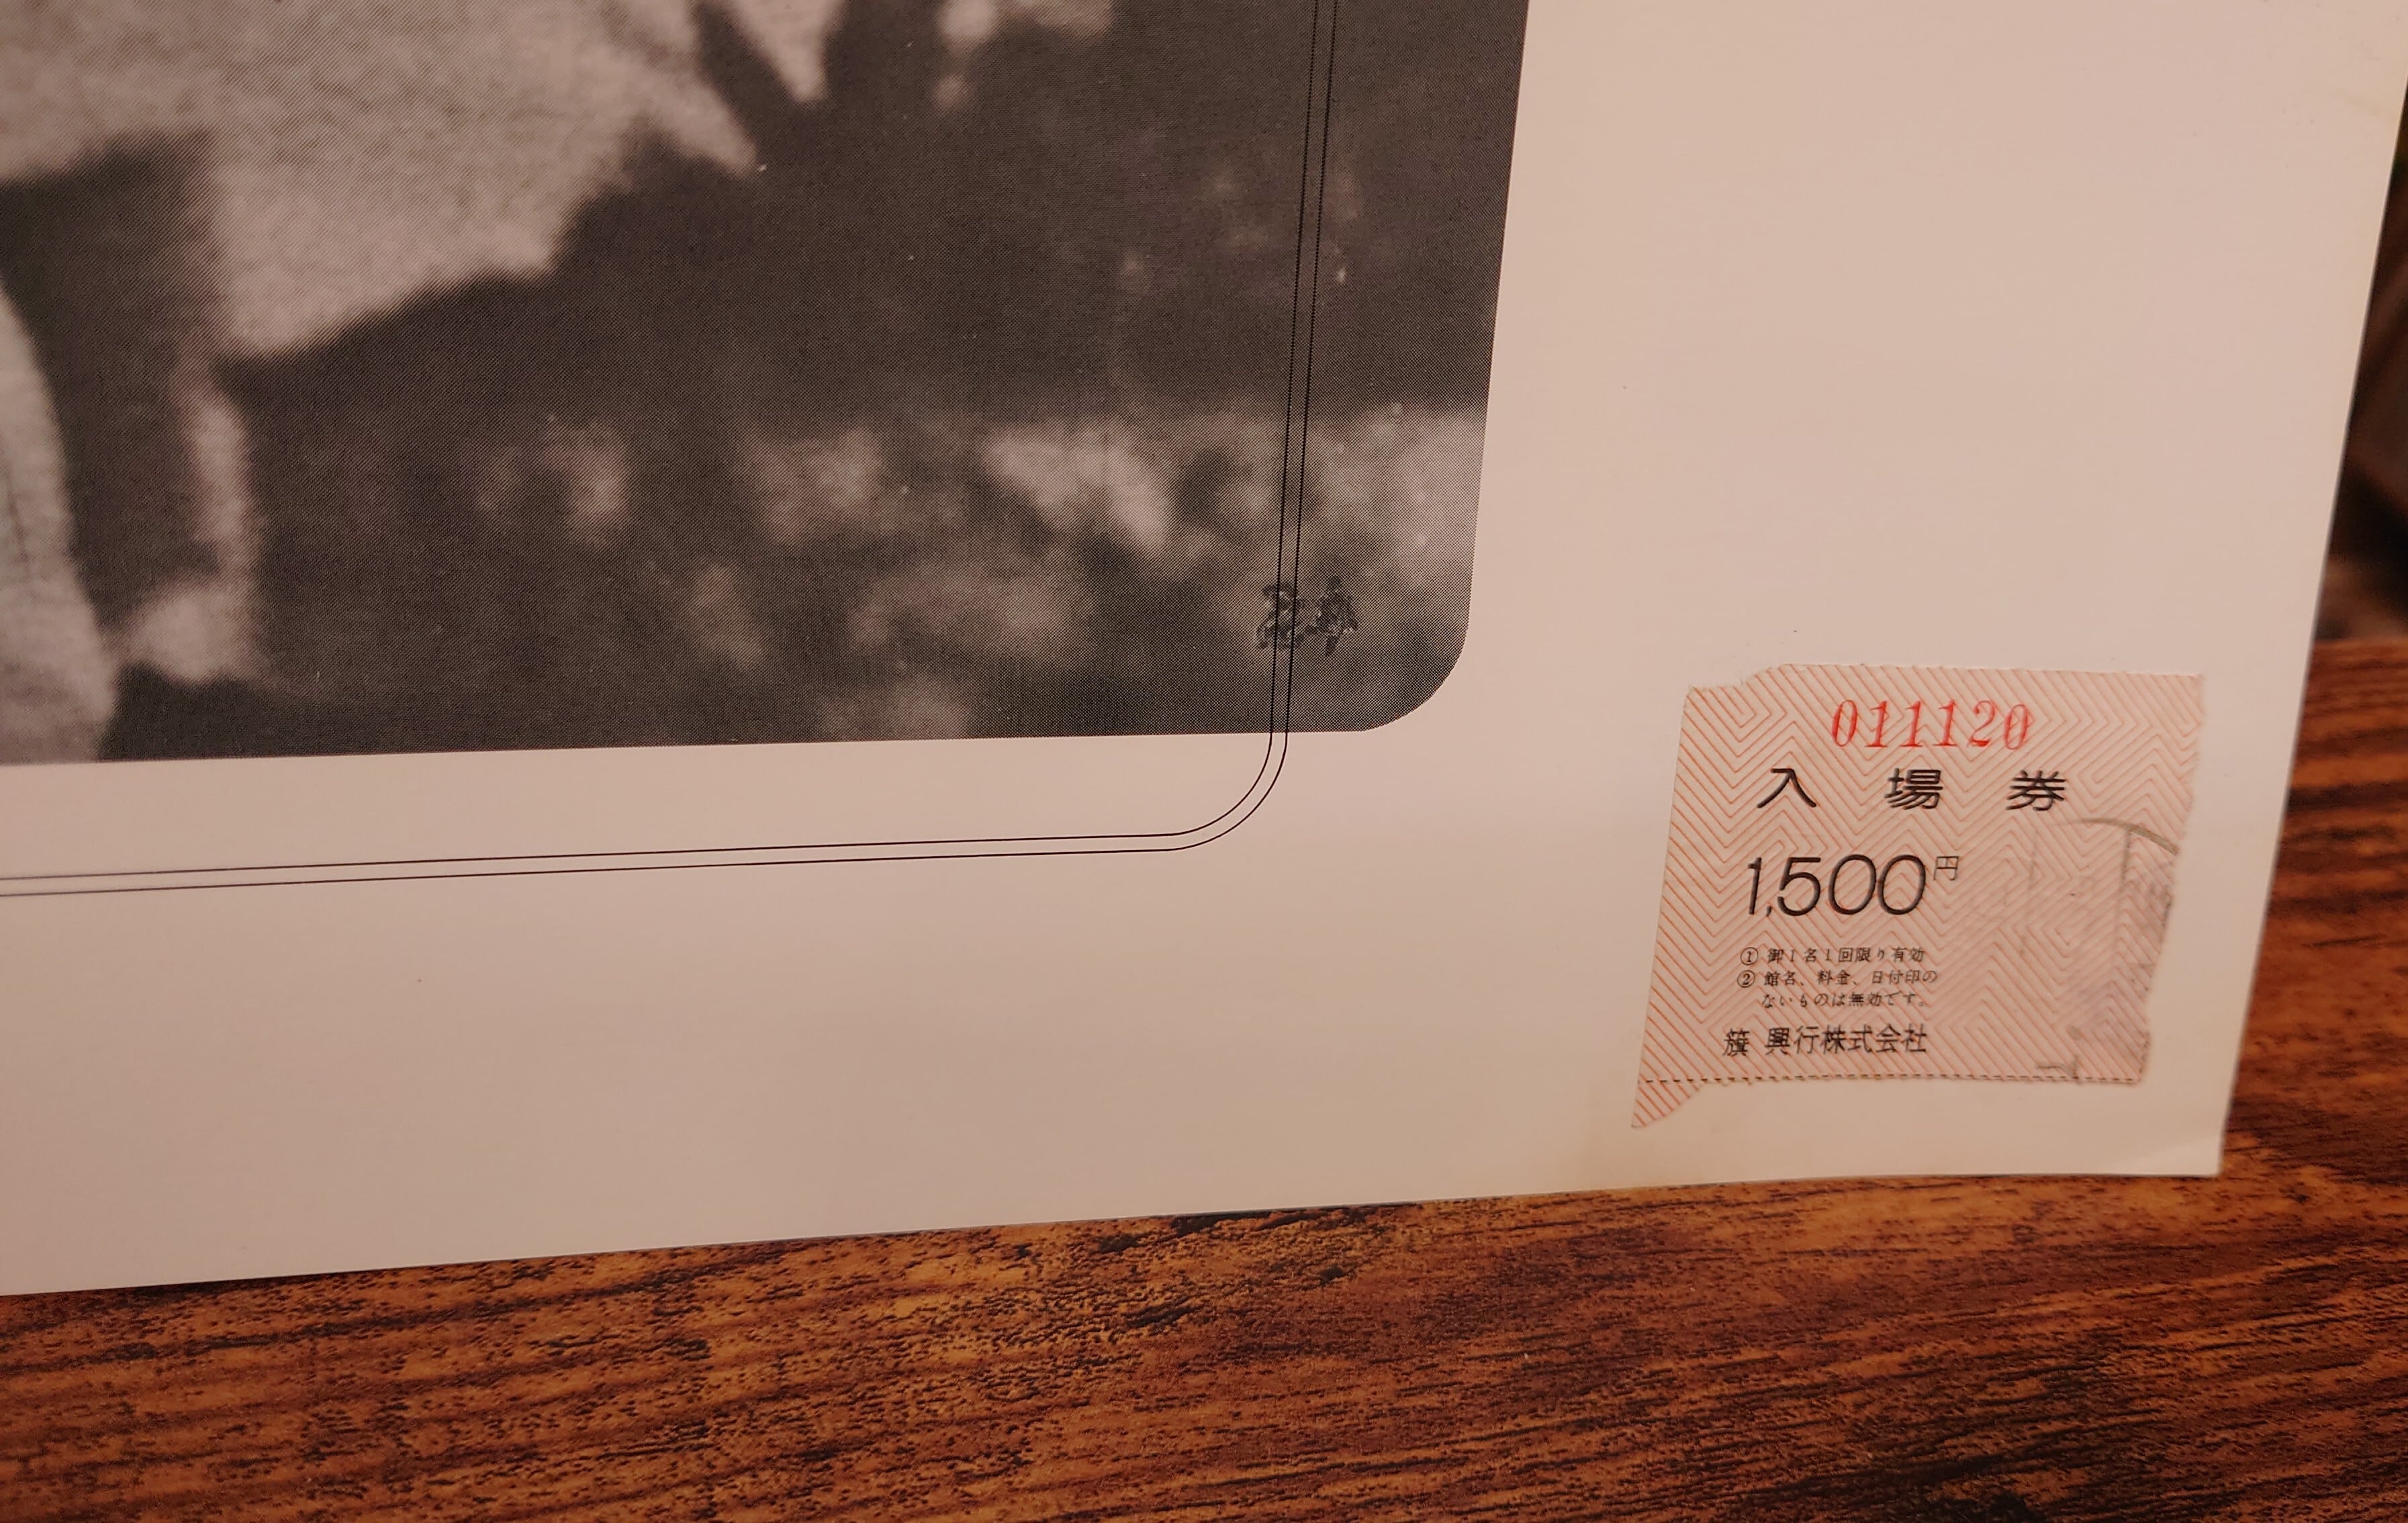 011120
入場券
1,500円
① 御1名1回限り有効
② 館名、料金、日付印の
ないものは無効です。
興行株式会社